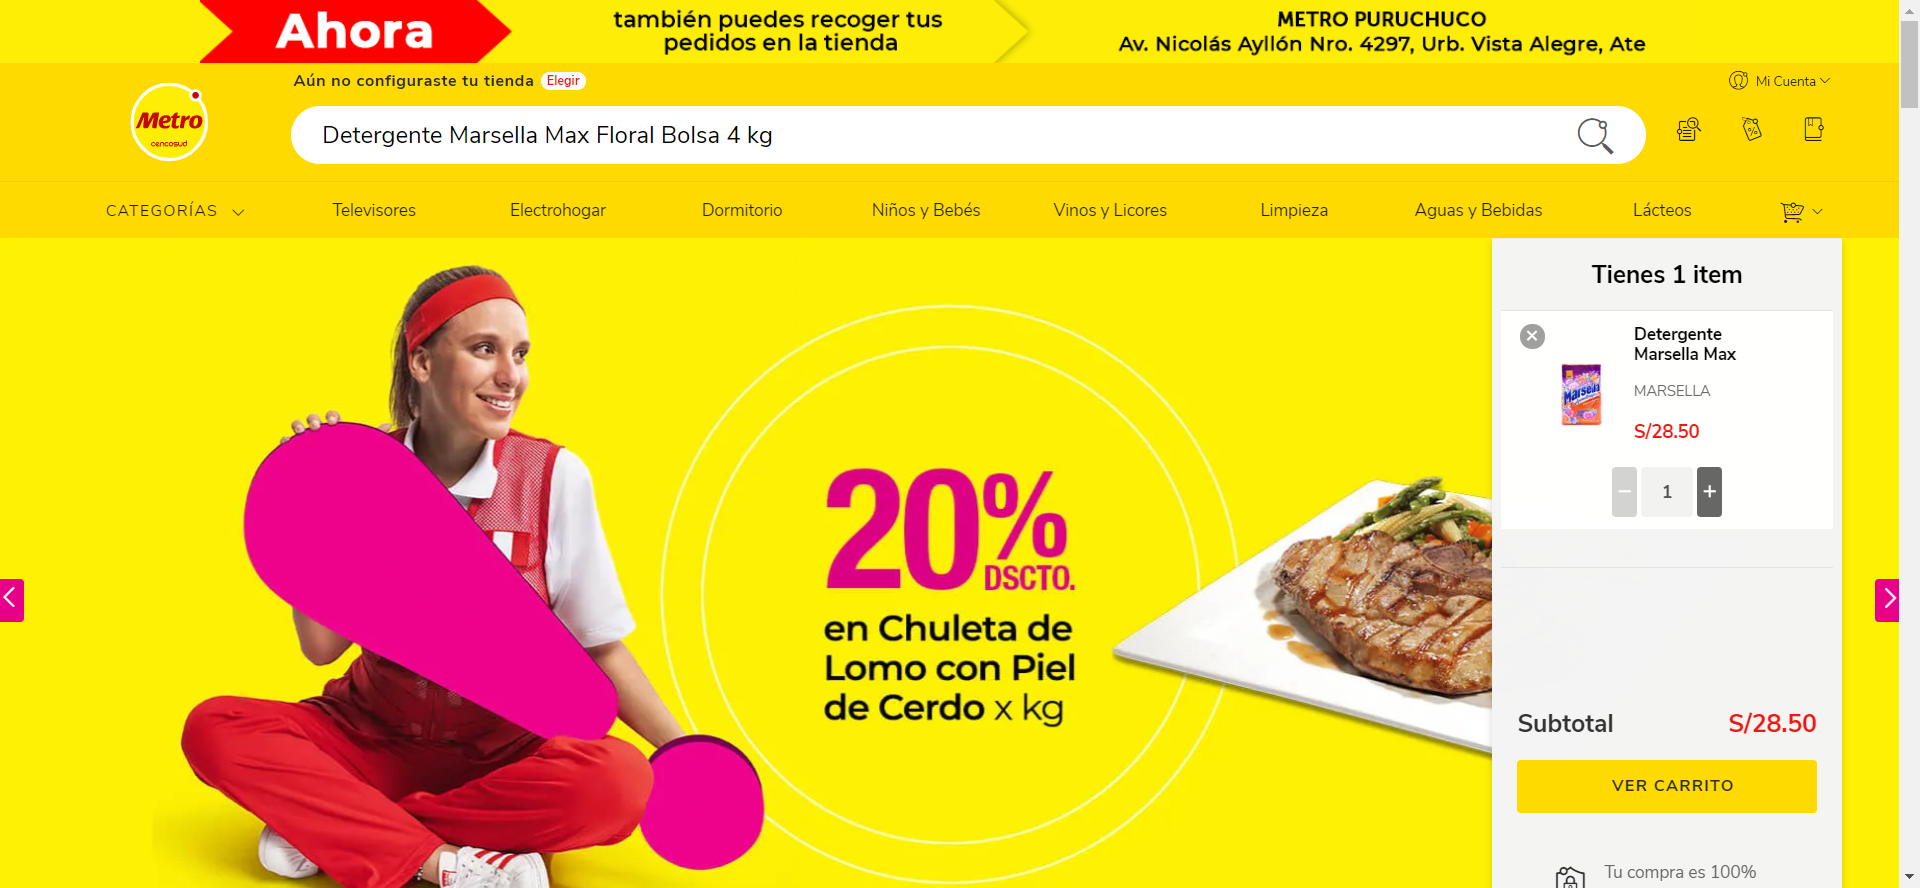 Ahora
también puedes recoger tus
pedidos en la tienda
METRO PURUCHUCO
Av. Nicolás Ayllón Nro. 4297, Urb. Vista Alegre, Ate
Aún no configuraste tu tienda Elegir
Mi Cuenta
Metro
cencosud
Detergente Marsella Max Floral Bolsa 4 kg
CATEGORÍAS
Televisores
Electrohogar
Dormitorio
Niños y Bebés
Vinos y Licores
Limpieza
Aguas y Bebidas
Lácteos
20%
DSCTO.
en Chuleta de
Lomo con Piel
de Cerdo x kg
Tienes 1 item
Detergente
Marsella Max
Marsella
MARSELLA
S/28.50
− 1 +
Subtotal S/28.50
VER CARRITO
Tu compra es 100%